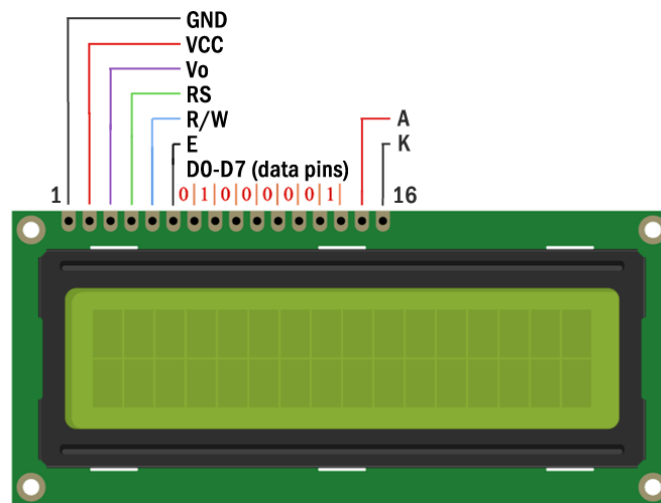 GND
VCC
Vo
RS
R/W
E
A
K
D0-D7 (data pins)
1
0 1 0 0 0 0 0 1
16